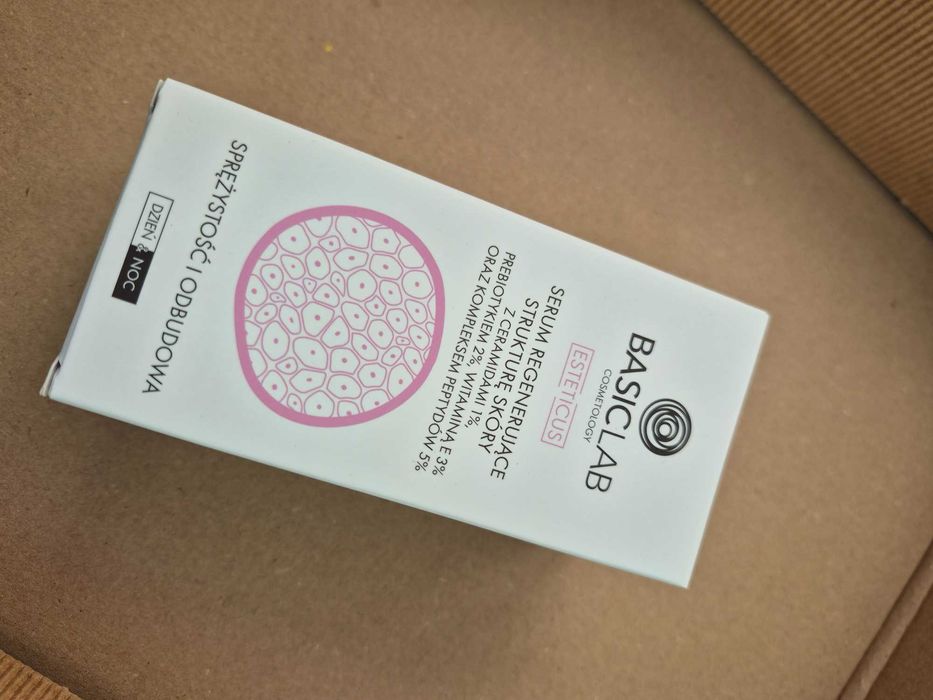 BASICLAB
COSMETOLOGY
ESTETICUS
SERUM REGENERUJĄCE
STRUKTURĘ SKÓRY
Z CERAMIDAMI 1%,
PREBIOTYKIEM 2%, WITAMINĄ E 3%
ORAZ KOMPLEKSEM PEPTYDÓW 5%
SPRĘŻYSTOŚĆ I ODBUDOWA
DZIEŃ & NOC